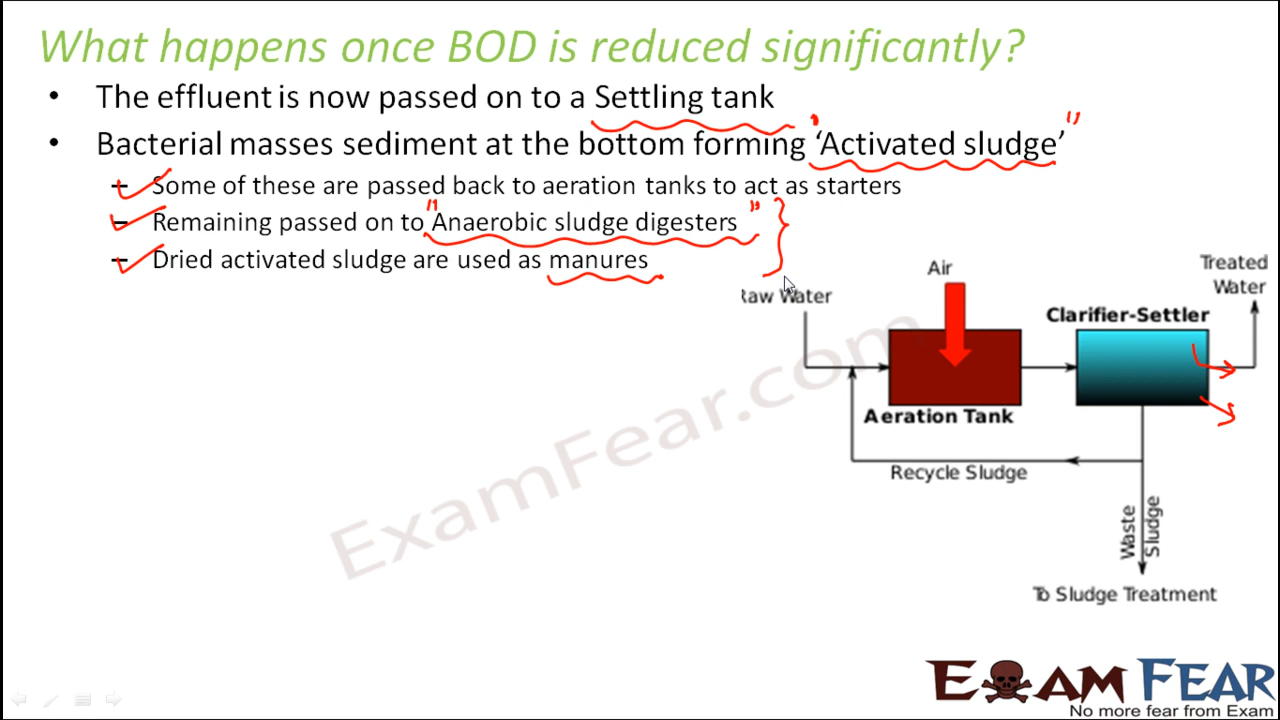 What happens once BOD is reduced significantly?
• The effluent is now passed on to a Settling tank
• Bacterial masses sediment at the bottom forming 'Activated sludge'
– Some of these are passed back to aeration tanks to act as starters
– Remaining passed on to "Anaerobic sludge digesters"
– Dried activated sludge are used as manures
Air
Treated
Water
Raw Water
Clarifier-Settler
Aeration Tank
Recycle Sludge
Waste
Sludge
To Sludge Treatment
ExamFear.com
EXAM FEAR
No more fear from Exam